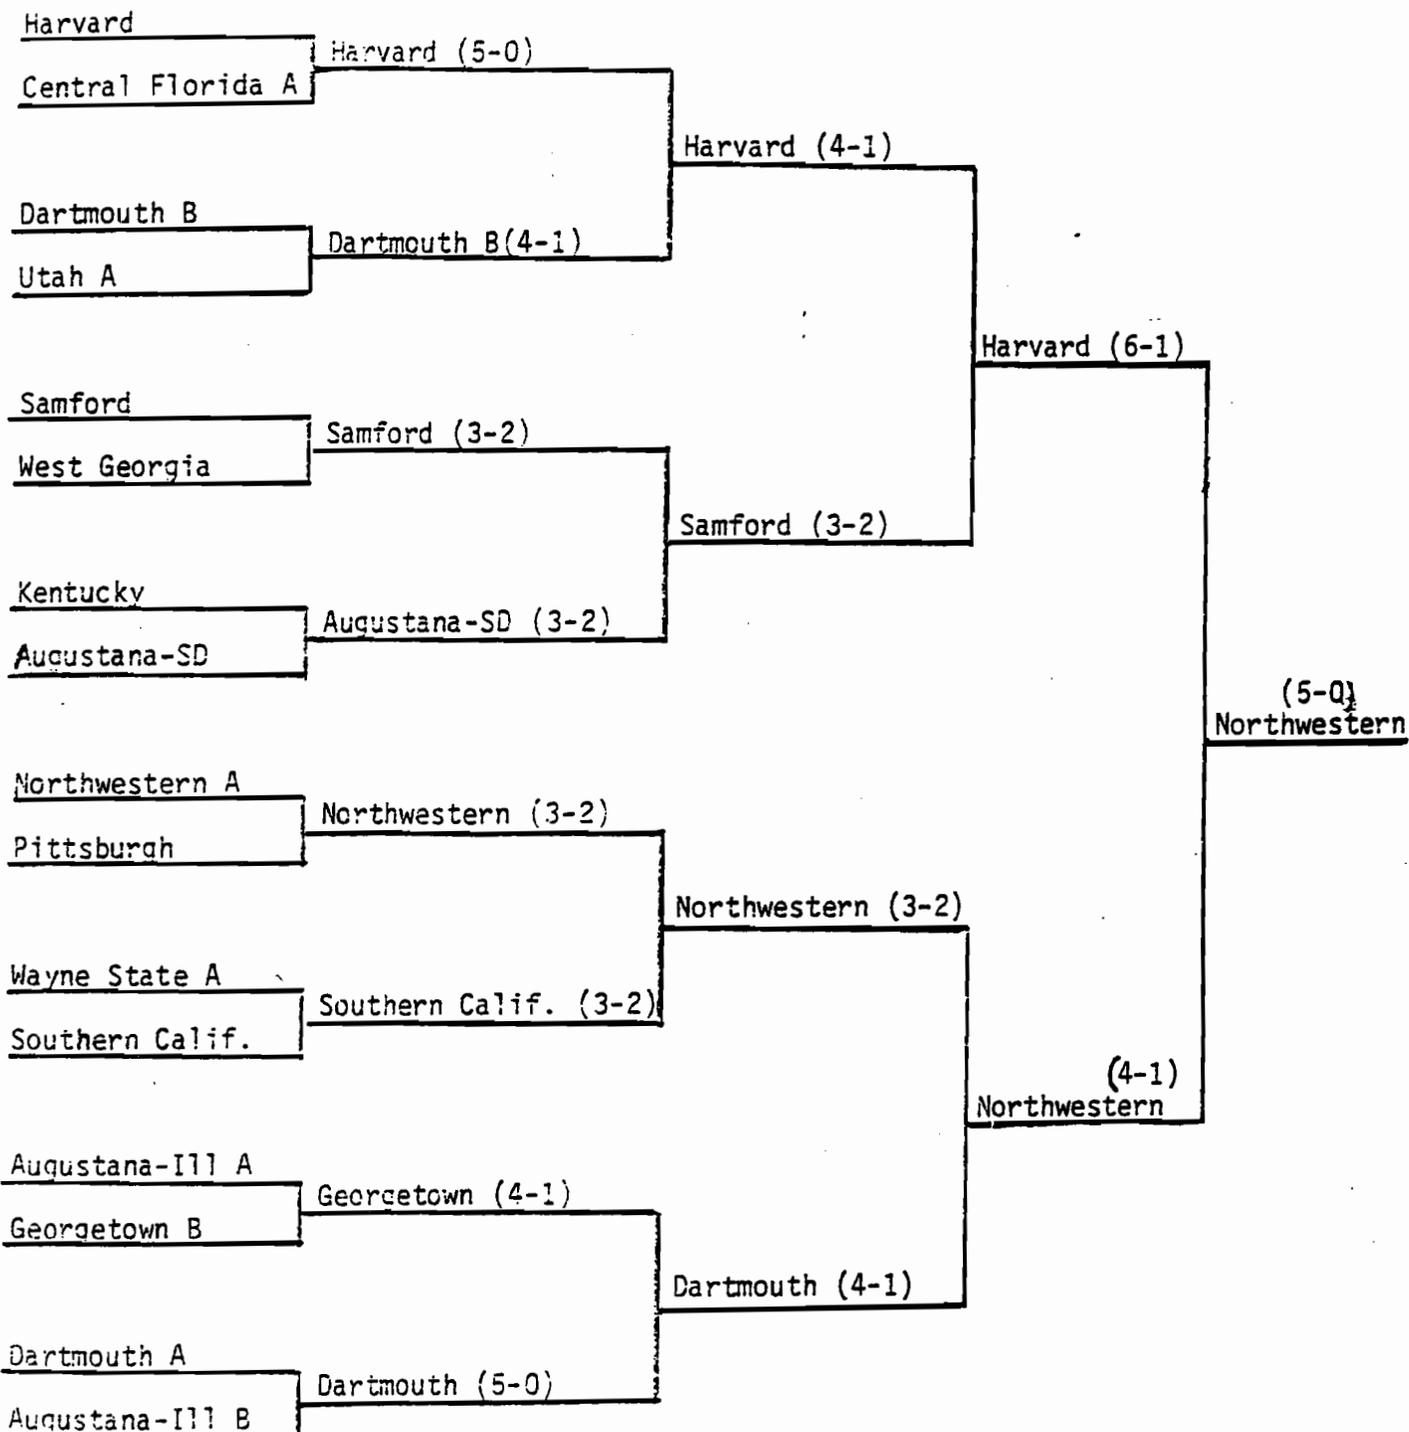 Harvard
Harvard (5-0)
Central Florida A
Harvard (4-1)
Dartmouth B
Dartmouth B(4-1)
Utah A
Harvard (6-1)
Samford
Samford (3-2)
West Georgia
Samford (3-2)
Kentucky
Augustana-SD (3-2)
Augustana-SD
(5-0)
Northwestern
Northwestern A
Northwestern (3-2)
Pittsburgh
Northwestern (3-2)
Wayne State A
Southern Calif. (3-2)
Southern Calif.
(4-1)
Northwestern
Augustana-Ill A
Georgetown (4-1)
Georgetown B
Dartmouth (4-1)
Dartmouth A
Dartmouth (5-0)
Augustana-Ill B